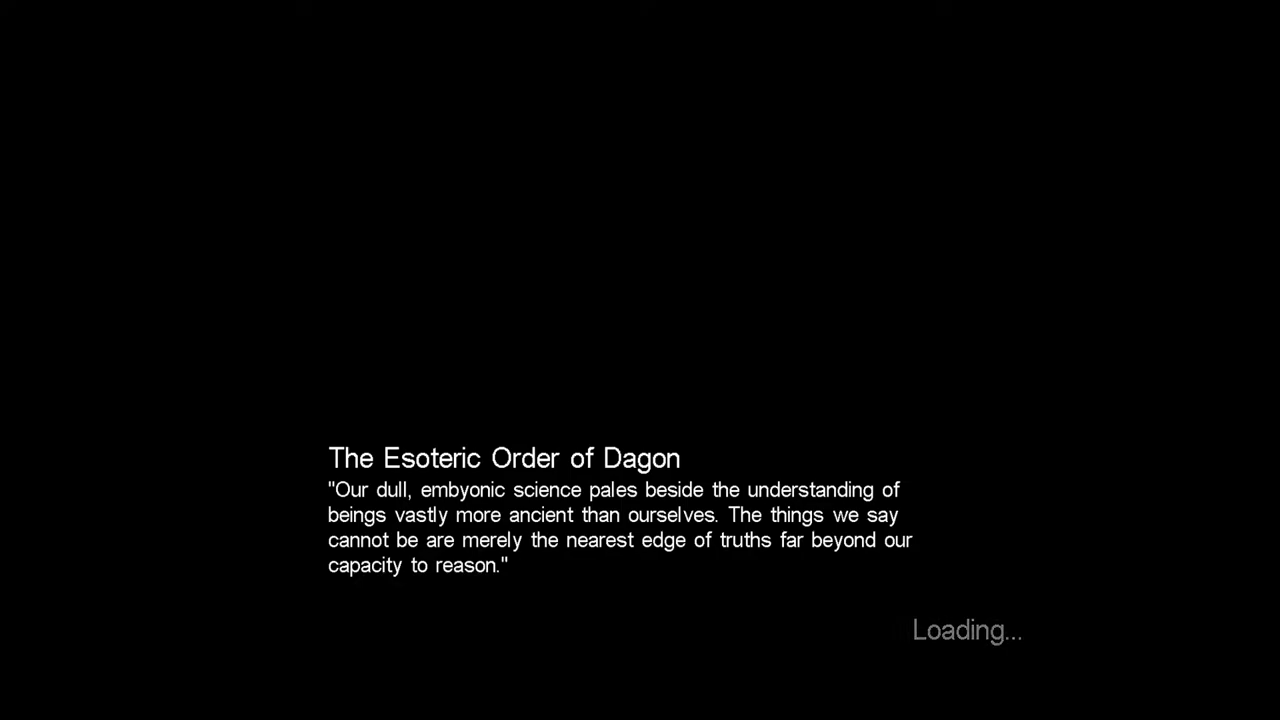 The Esoteric Order of Dagon
"Our dull, embyonic science pales beside the understanding of
beings vastly more ancient than ourselves. The things we say
cannot be are merely the nearest edge of truths far beyond our
capacity to reason."
Loading...